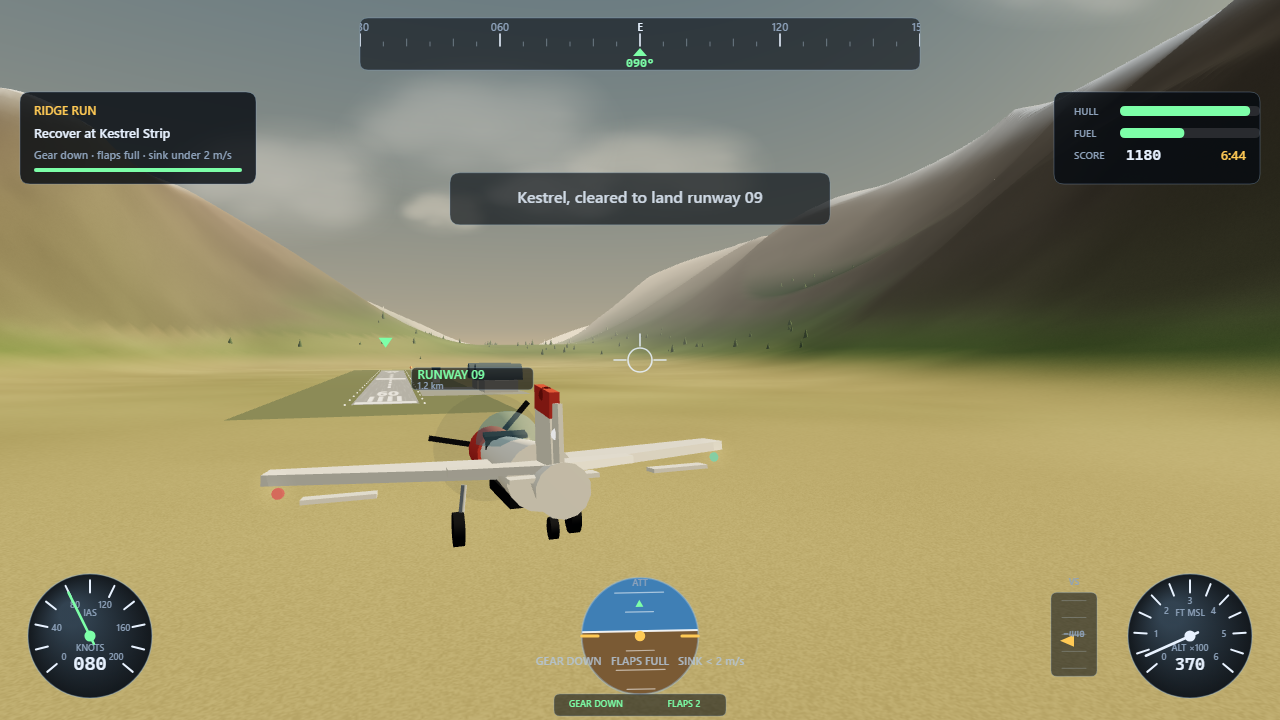 060
E
120
090°
RIDGE RUN
Recover at Kestrel Strip
Gear down · flaps full · sink under 2 m/s
HULL
FUEL
SCORE 1180 6:44
Kestrel, cleared to land runway 09
RUNWAY 09
1.2 km
09
0
40
80
120
160
200
IAS
KNOTS
080
ATT
GEAR DOWN FLAPS FULL SINK < 2 m/s
GEAR DOWN FLAPS 2
0
1
2
3
4
5
6
FT MSL
ALT ×100
370